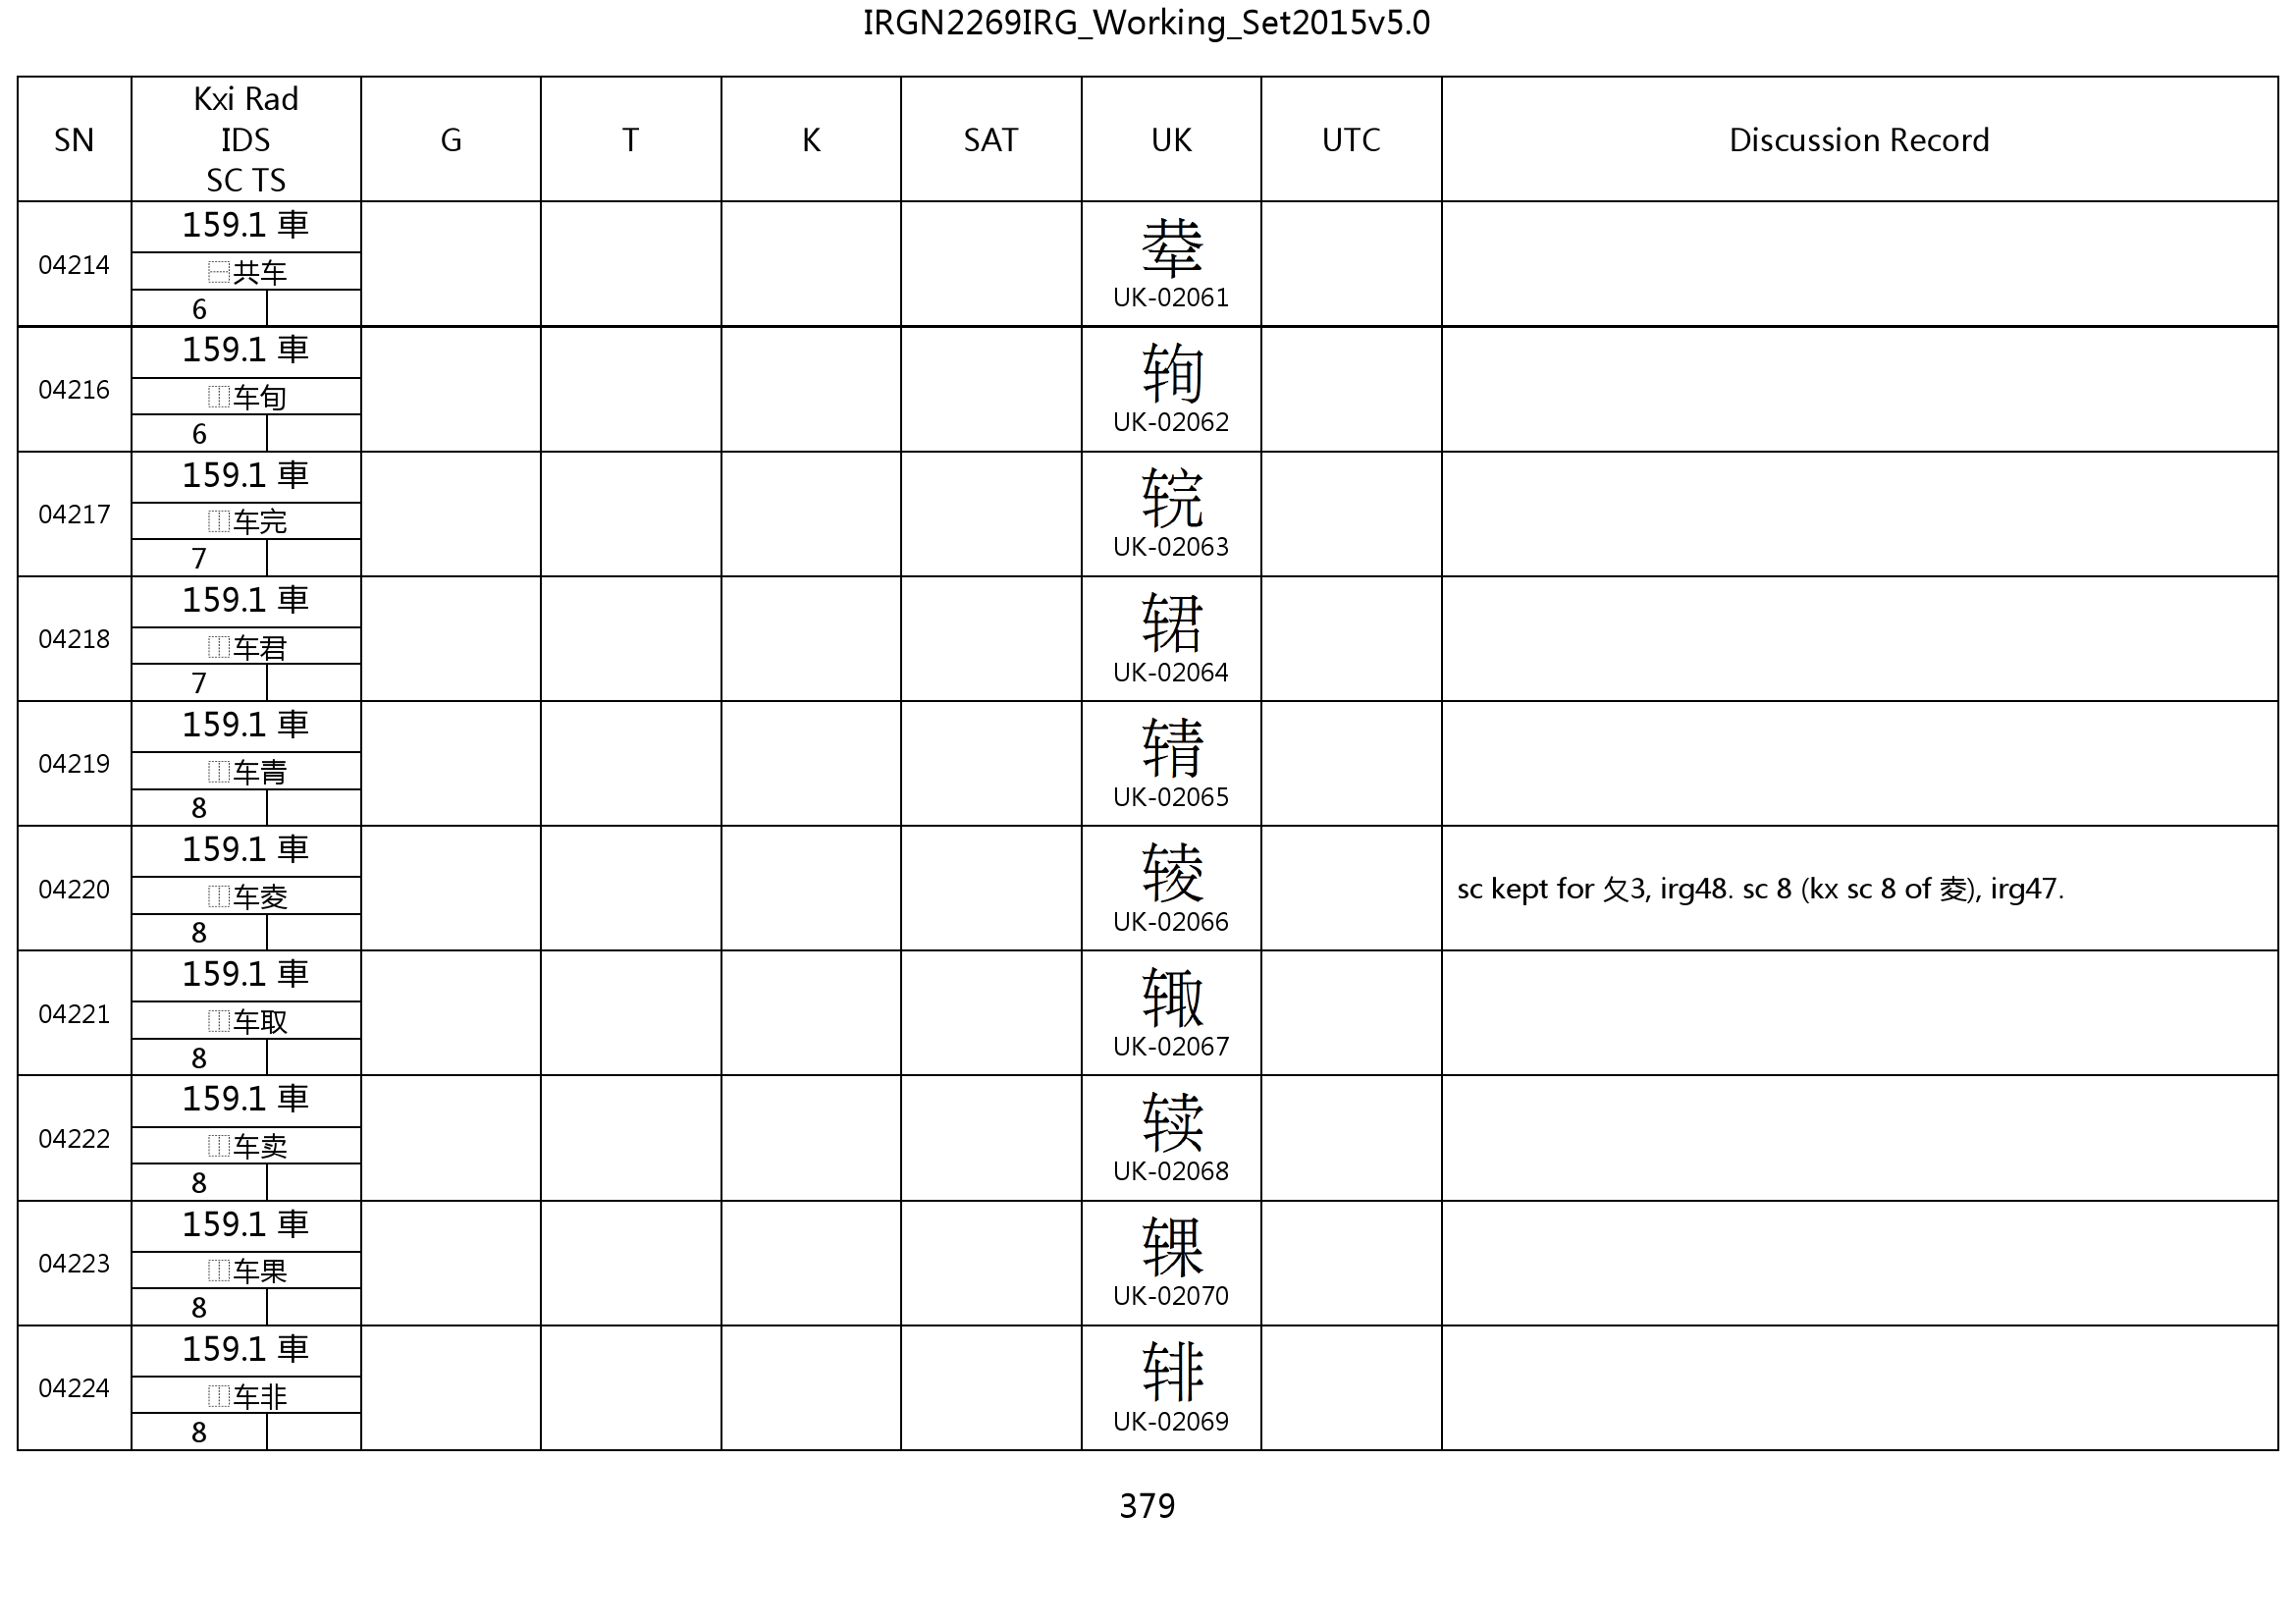 IRGN2269IRG_Working_Set2015v5.0
SN
Kxi Rad
IDS
SC TS
G
T
K
SAT
UK
UTC
Discussion Record
04214
159.1 車
⿱共车
6
UK-02061
04216
159.1 車
⿰车旬
6
UK-02062
04217
159.1 車
⿰车完
7
UK-02063
04218
159.1 車
⿰车君
7
UK-02064
04219
159.1 車
⿰车青
8
UK-02065
04220
159.1 車
⿰车夌
8
UK-02066
sc kept for 夂3, irg48. sc 8 (kx sc 8 of 夌), irg47.
04221
159.1 車
⿰车取
8
UK-02067
04222
159.1 車
⿰车卖
8
UK-02068
04223
159.1 車
⿰车果
8
UK-02070
04224
159.1 車
⿰车非
8
UK-02069
379